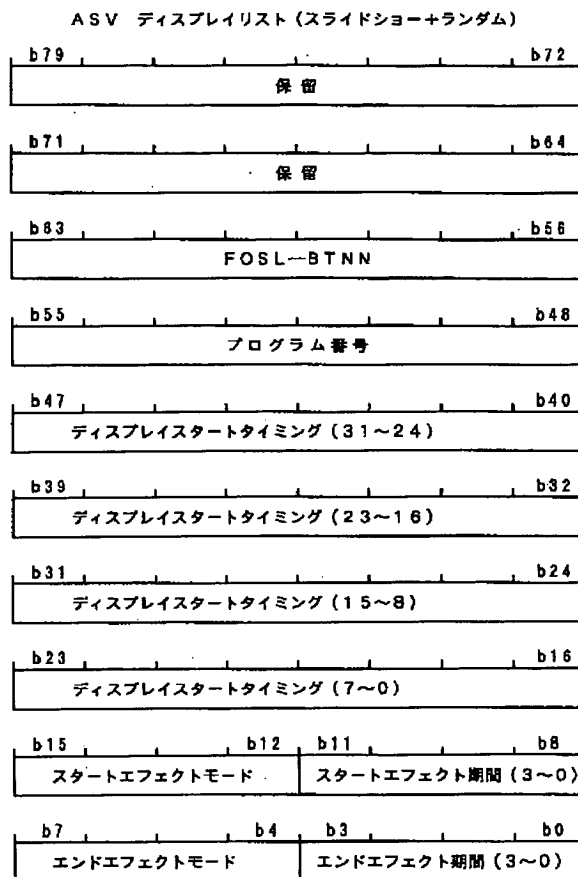 ASV ディスプレイリスト(スライドショー+ランダム)
b79 b72
保留
b71 b64
保留
b63 b56
FOSL-BTNN
b55 b48
プログラム番号
b47 b40
ディスプレイスタートタイミング(31~24)
b39 b32
ディスプレイスタートタイミング(23~16)
b31 b24
ディスプレイスタートタイミング(15~8)
b23 b16
ディスプレイスタートタイミング(7~0)
b15 b12 b11 b8
スタートエフェクトモード スタートエフェクト期間(3~0)
b7 b4 b3 b0
エンドエフェクトモード エンドエフェクト期間(3~0)